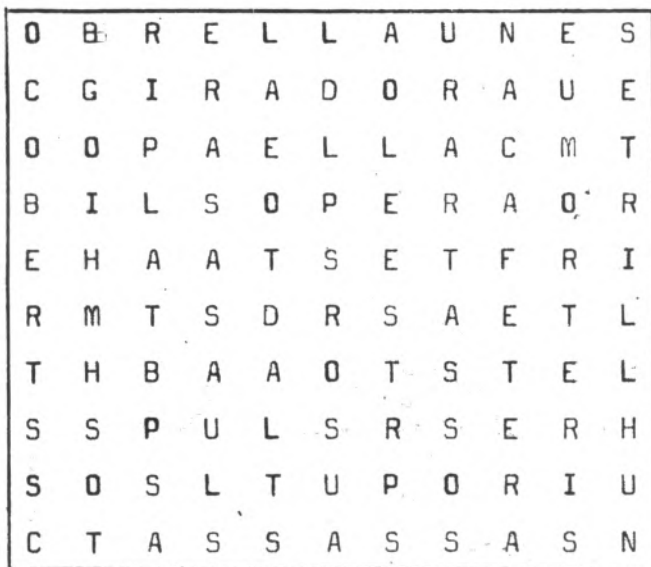 O B R E L L A U N E S
C G I R A D O R A U E
O O P A E L L A C M T
B I L S O P E R A O R
E H A A T S E T F R I
R M T S D R S A E T L
T H B A A O T S T E L
S S P U L S R S E R H
S O S L T U P O R I U
C T A S S A S S A S N